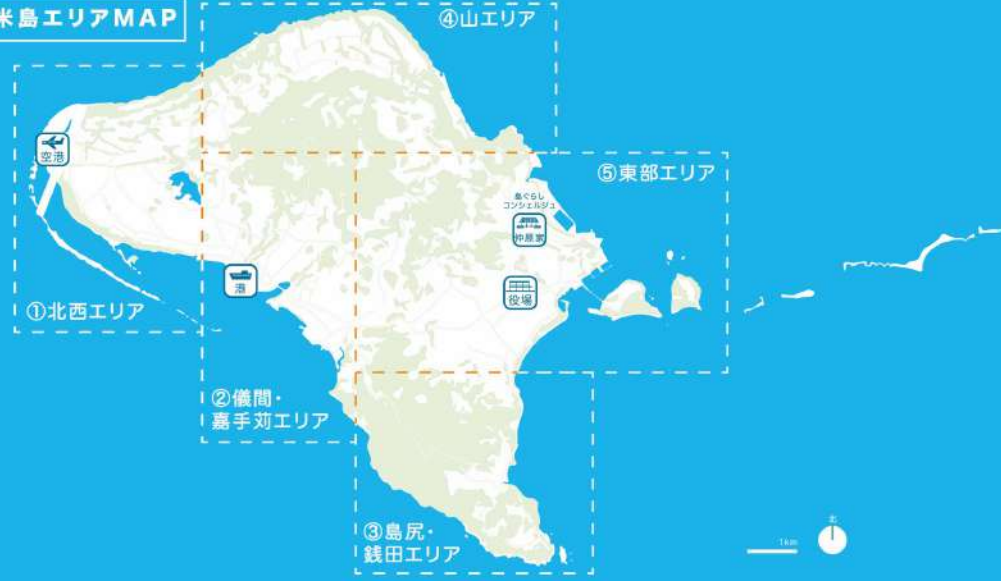 米島エリアMAP
④山エリア
空港
⑤東部エリア
島ぐらし
コンシェルジュ
仲原家
港
役場
①北西エリア
②儀間・
嘉手苅エリア
③島尻・
銭田エリア
1km
北